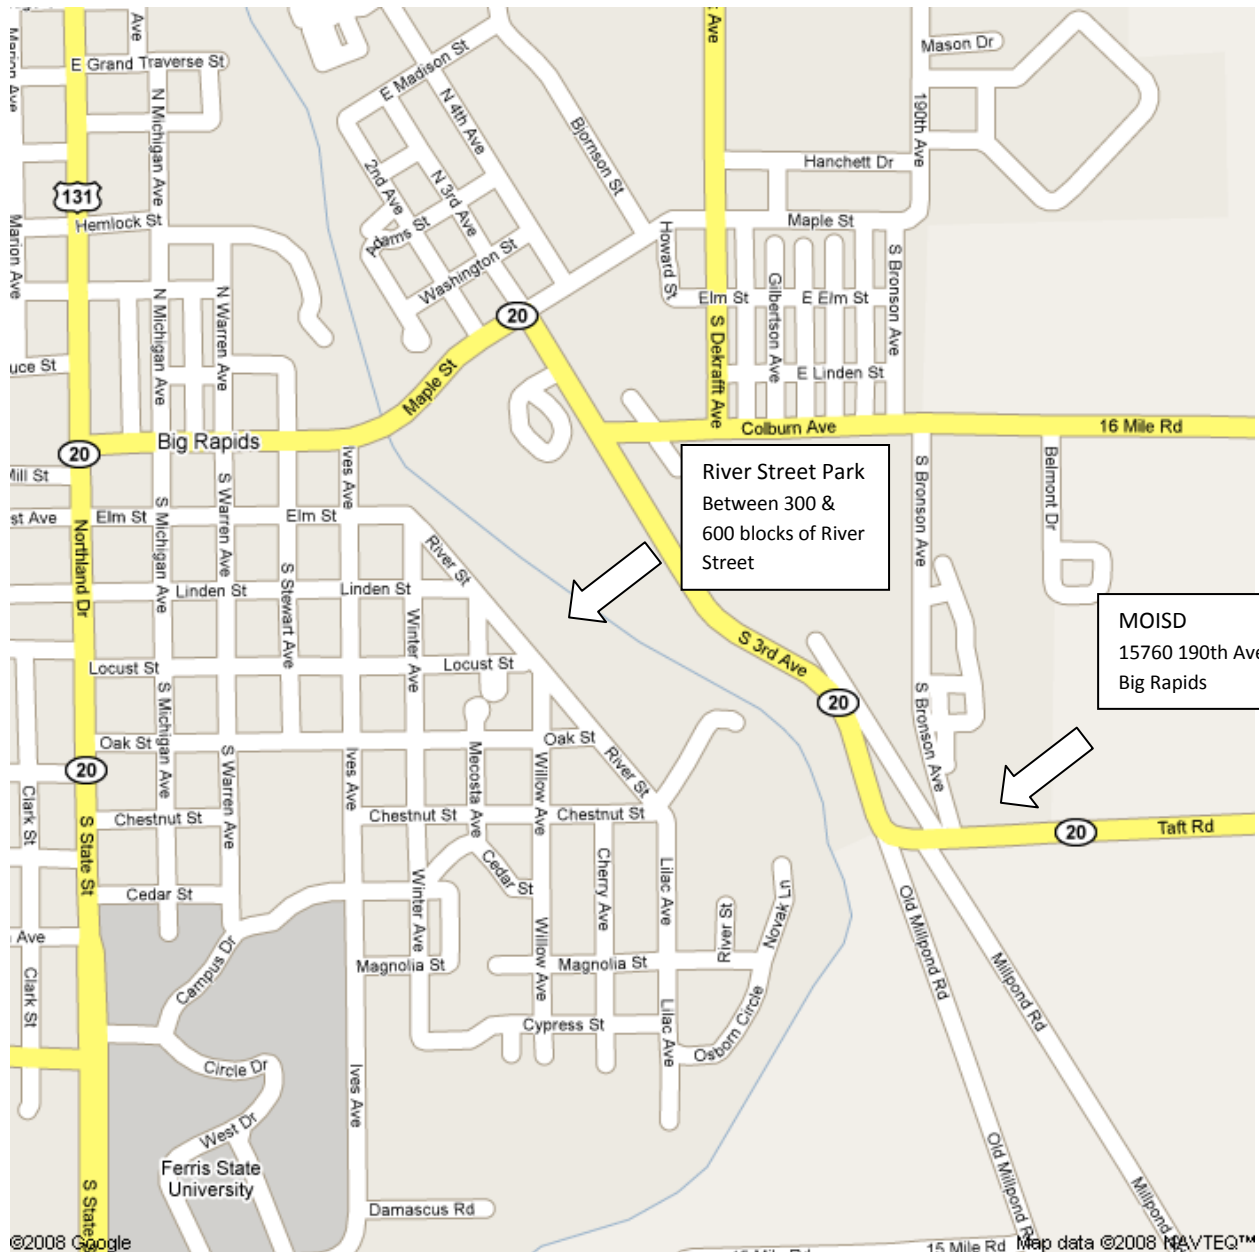 Mason Dr
E Grand Traverse St
Ave
Ave
Marion Ave
N Michigan Ave
E Madison St
N 4th Ave
Bjornson St
190th Ave
Hanchett Dr
131
Hemlock St
Marion Ave
2nd Ave
N 3rd Ave
Adams St
Washington St
Howard St
Maple St
Elm St
E Elm St
Gilbertson Ave
S Bronson Ave
S Dekrafft Ave
E Linden St
N Michigan Ave
N Warren Ave
uce St
20
Maple St
Colburn Ave
16 Mile Rd
Big Rapids
20
Mill St
st Ave
Elm St
Elm St
Ives Ave
S Michigan Ave
S Warren Ave
Northland Dr
River St
River Street Park
Between 300 &
600 blocks of River
Street
S Bronson Ave
Belmont Dr
Linden St
Linden St
S Stewart Ave
Winter Ave
Locust St
Locust St
S 3rd Ave
MOISD
15760 190th Ave
Big Rapids
S Michigan Ave
Oak St
Oak St
River St
20
20
S Bronson Ave
S Warren Ave
Ives Ave
Mecosta Ave
Willow Ave
Clark St
S State St
Chestnut St
Chestnut St
Chestnut St
20
Taft Rd
Cedar St
Cedar St
Winter Ave
Cherry Ave
Lilac Ave
River St
Novak Ln
Old Millpond Rd
Ave
Clark St
Campus Dr
Magnolia St
Willow Ave
Magnolia St
Millpond Rd
Cypress St
Lilac Ave
Osborn Circle
Circle Dr
Ives Ave
West Dr
Ferris State
University
Old Millpond Rd
Millpond
S State S
Damascus Rd
15 Mile Rd
©2008 Google
Map data ©2008 NAVTEQ™